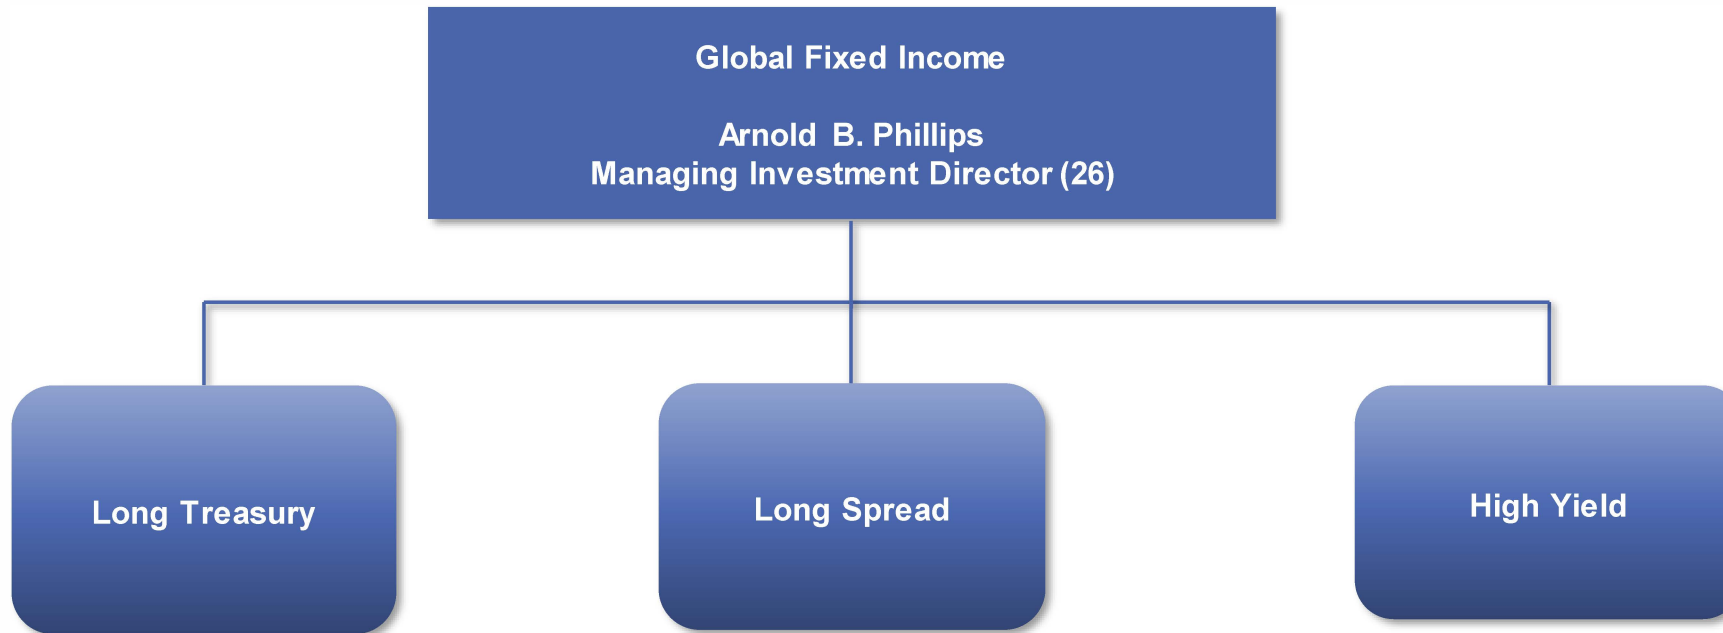 Global Fixed Income
Arnold B. Phillips
Managing Investment Director (26)
Long Treasury
Long Spread
High Yield